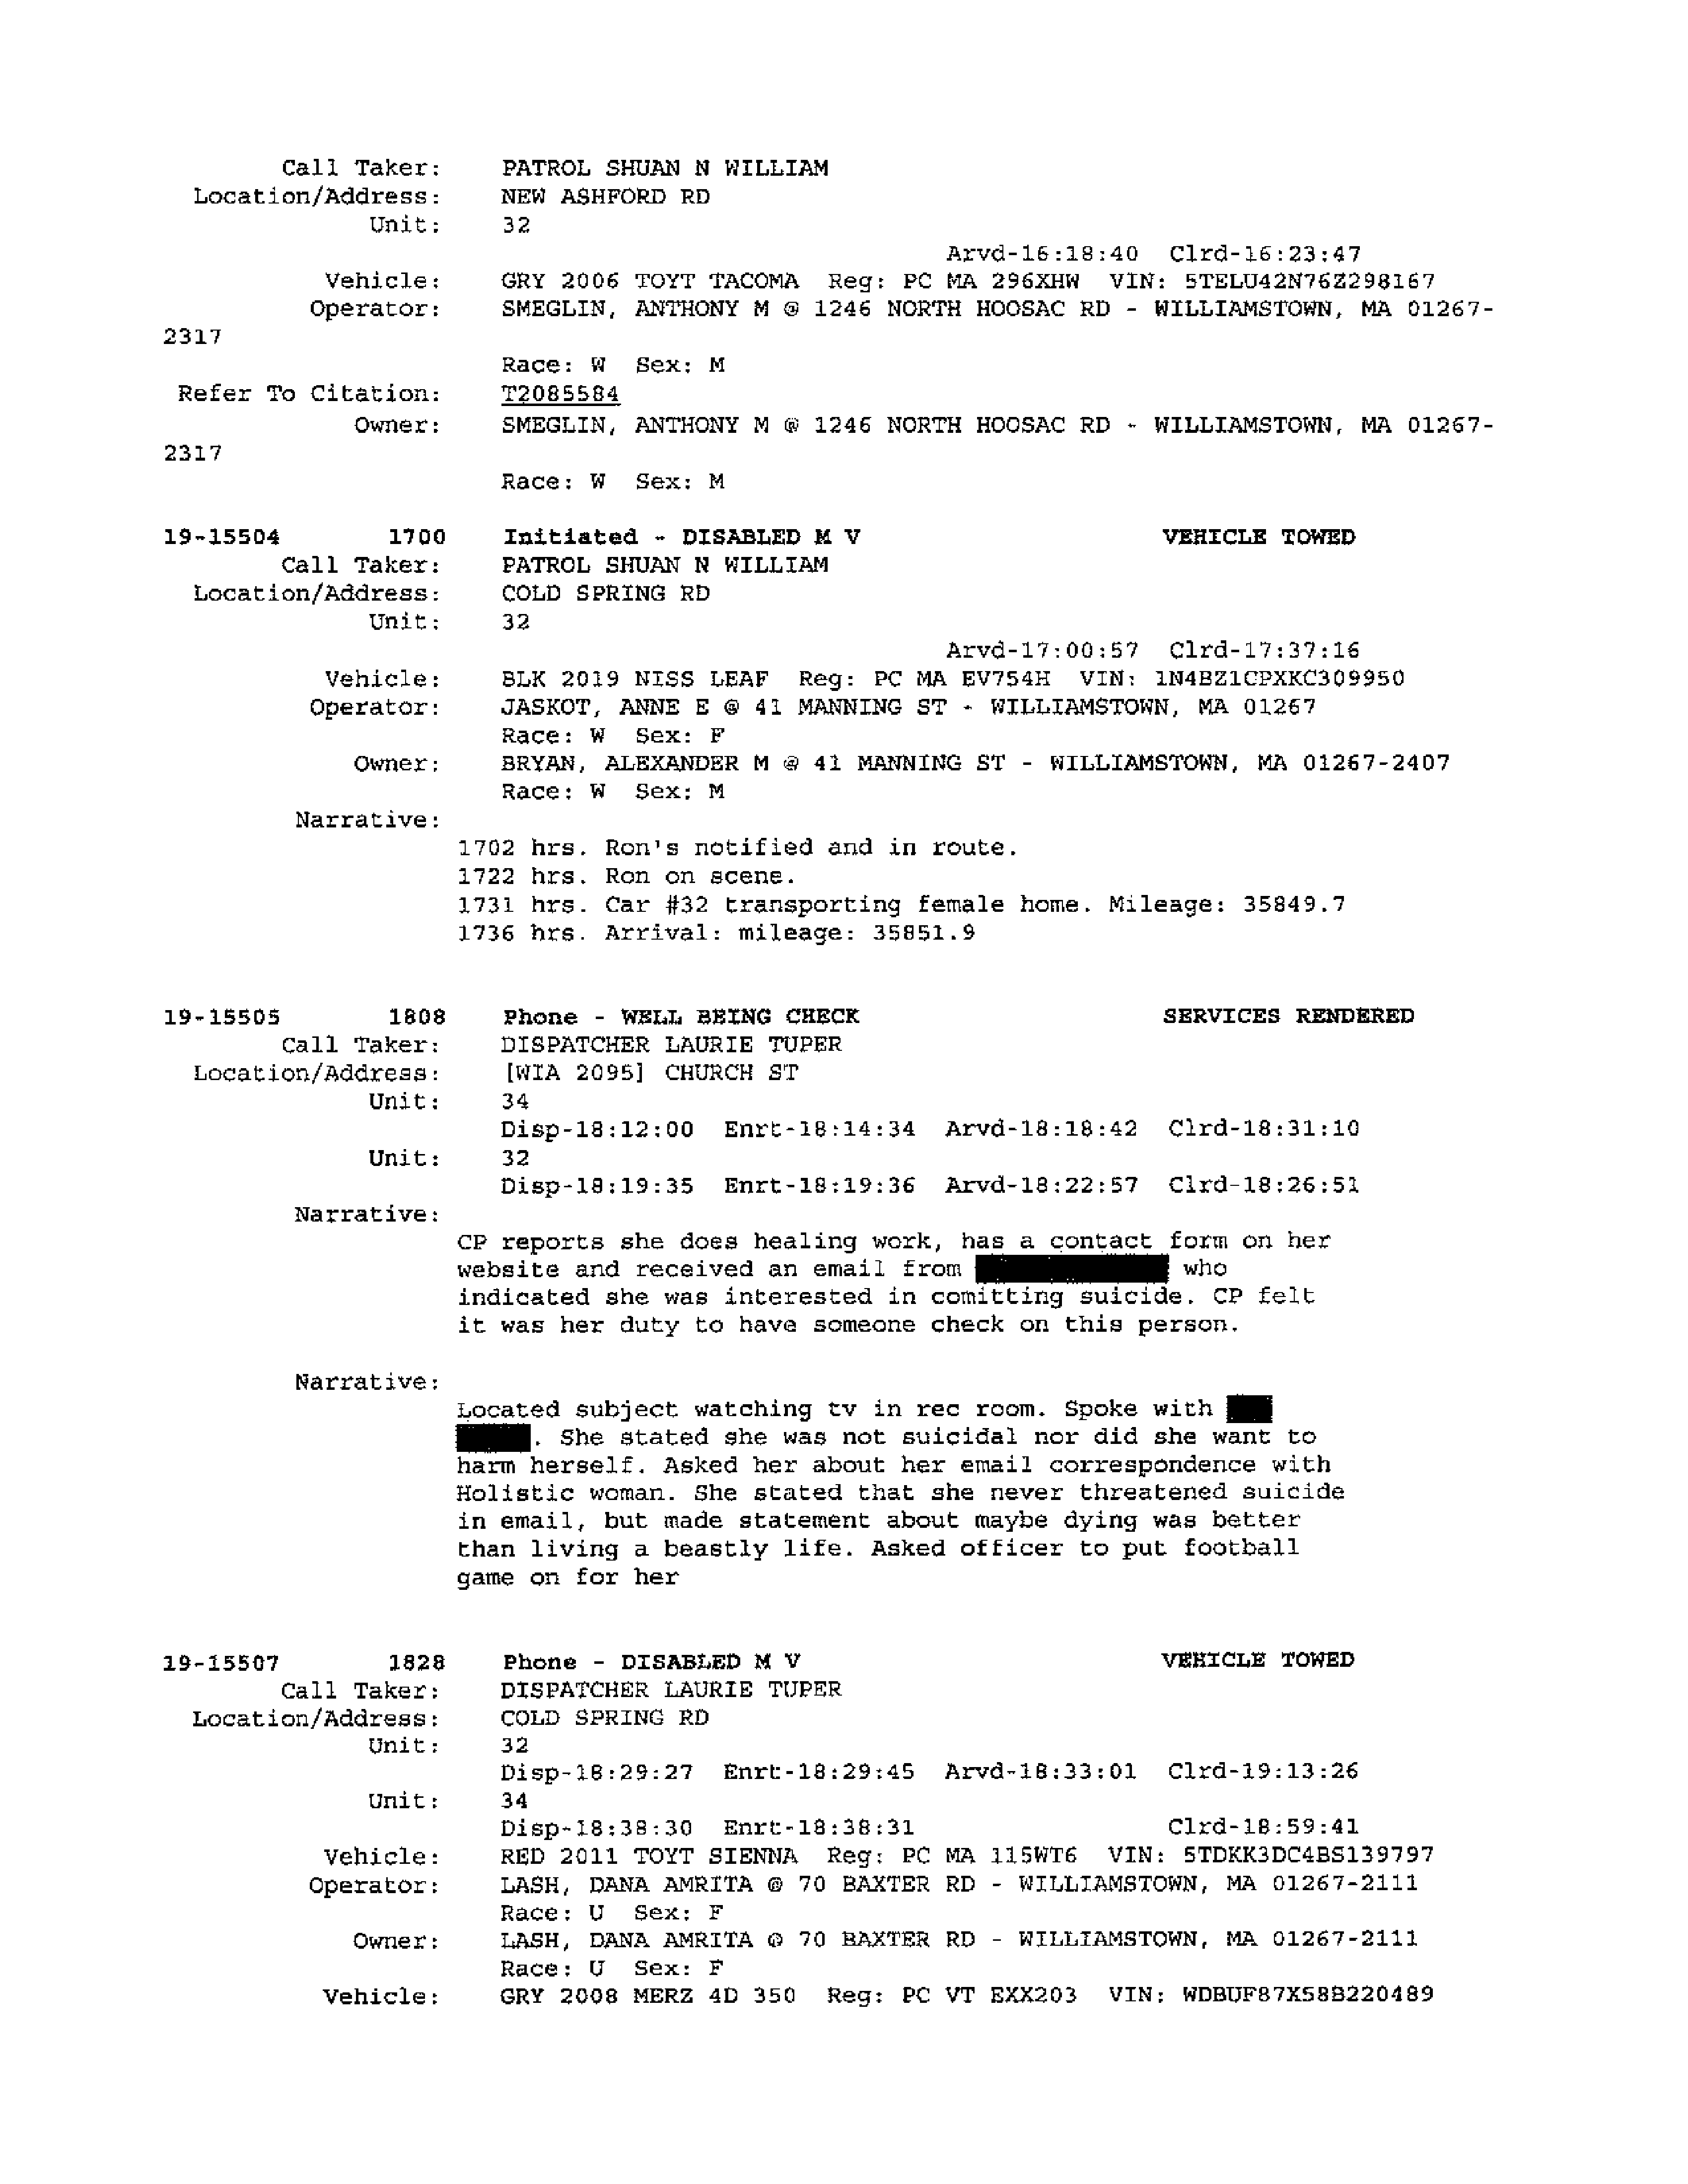 Call Taker: PATROL SHUAN N WILLIAM
Location/Address: NEW ASHFORD RD
Unit: 32
Arvd-16:18:40 Clrd-16:23:47
Vehicle: GRY 2006 TOYT TACOMA Reg: PC MA 296XHW VIN: 5TELU42N76Z298167
Operator: SMEGLIN, ANTHONY M @ 1246 NORTH HOOSAC RD - WILLIAMSTOWN, MA 01267-
2317
Race: W Sex: M
Refer To Citation: T2085584
Owner: SMEGLIN, ANTHONY M @ 1246 NORTH HOOSAC RD - WILLIAMSTOWN, MA 01267-
2317
Race: W Sex: M
19-15504 1700 Initiated - DISABLED M V VEHICLE TOWED
Call Taker: PATROL SHUAN N WILLIAM
Location/Address: COLD SPRING RD
Unit: 32
Arvd-17:00:57 Clrd-17:37:16
Vehicle: BLK 2019 NISS LEAF Reg: PC MA EV754H VIN: 1N4BZ1CPXKC309950
Operator: JASKOT, ANNE E @ 41 MANNING ST - WILLIAMSTOWN, MA 01267
Race: W Sex: F
Owner: BRYAN, ALEXANDER M @ 41 MANNING ST - WILLIAMSTOWN, MA 01267-2407
Race: W Sex: M
Narrative:
1702 hrs. Ron's notified and in route.
1722 hrs. Ron on scene.
1731 hrs. Car #32 transporting female home. Mileage: 35849.7
1736 hrs. Arrival: mileage: 35851.9
19-15505 1808 Phone - WELL BEING CHECK SERVICES RENDERED
Call Taker: DISPATCHER LAURIE TUPER
Location/Address: [WIA 2095] CHURCH ST
Unit: 34
Disp-18:12:00 Enrt-18:14:34 Arvd-18:18:42 Clrd-18:31:10
Unit: 32
Disp-18:19:35 Enrt-18:19:36 Arvd-18:22:57 Clrd-18:26:51
Narrative:
CP reports she does healing work, has a contact form on her
website and received an email from who
indicated she was interested in comitting suicide. CP felt
it was her duty to have someone check on this person.
Narrative:
Located subject watching tv in rec room. Spoke with
. She stated she was not suicidal nor did she want to
harm herself. Asked her about her email correspondence with
Holistic woman. She stated that she never threatened suicide
in email, but made statement about maybe dying was better
than living a beastly life. Asked officer to put football
game on for her
19-15507 1828 Phone - DISABLED M V VEHICLE TOWED
Call Taker: DISPATCHER LAURIE TUPER
Location/Address: COLD SPRING RD
Unit: 32
Disp-18:29:27 Enrt-18:29:45 Arvd-18:33:01 Clrd-19:13:26
Unit: 34
Disp-18:38:30 Enrt-18:38:31 Clrd-18:59:41
Vehicle: RED 2011 TOYT SIENNA Reg: PC MA 115WT6 VIN: 5TDKK3DC4BS139797
Operator: LASH, DANA AMRITA @ 70 BAXTER RD - WILLIAMSTOWN, MA 01267-2111
Race: U Sex: F
Owner: LASH, DANA AMRITA @ 70 BAXTER RD - WILLIAMSTOWN, MA 01267-2111
Race: U Sex: F
Vehicle: GRY 2008 MERZ 4D 350 Reg: PC VT EXX203 VIN: WDBUF87X58B220489